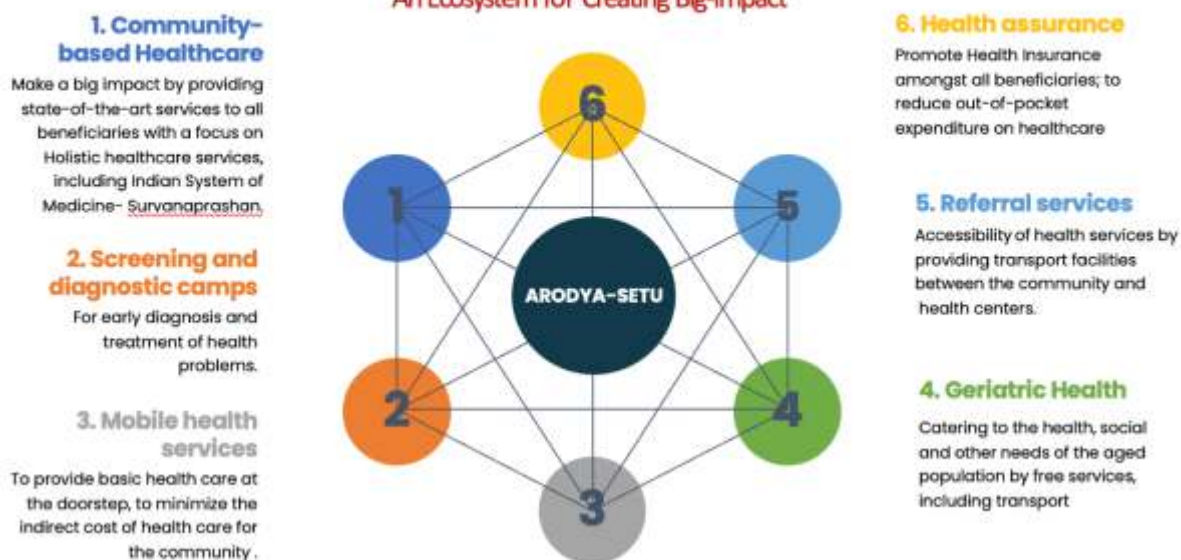 An Ecosystem for Creating Big-Impact
1. Community-
based Healthcare
Make a big impact by providing
state-of-the-art services to all
beneficiaries with a focus on
Holistic healthcare services,
including Indian System of
Medicine- Survanaprashan.
2. Screening and
diagnostic camps
For early diagnosis and
treatment of health
problems.
3. Mobile health
services
To provide basic health care at
the doorstep, to minimize the
indirect cost of health care for
the community .
6
1
5
ARODYA-SETU
2
4
3
6. Health assurance
Promote Health Insurance
amongst all beneficiaries; to
reduce out-of-pocket
expenditure on healthcare
5. Referral services
Accessibility of health services by
providing transport facilities
between the community and
health centers.
4. Geriatric Health
Catering to the health, social
and other needs of the aged
population by free services,
including transport